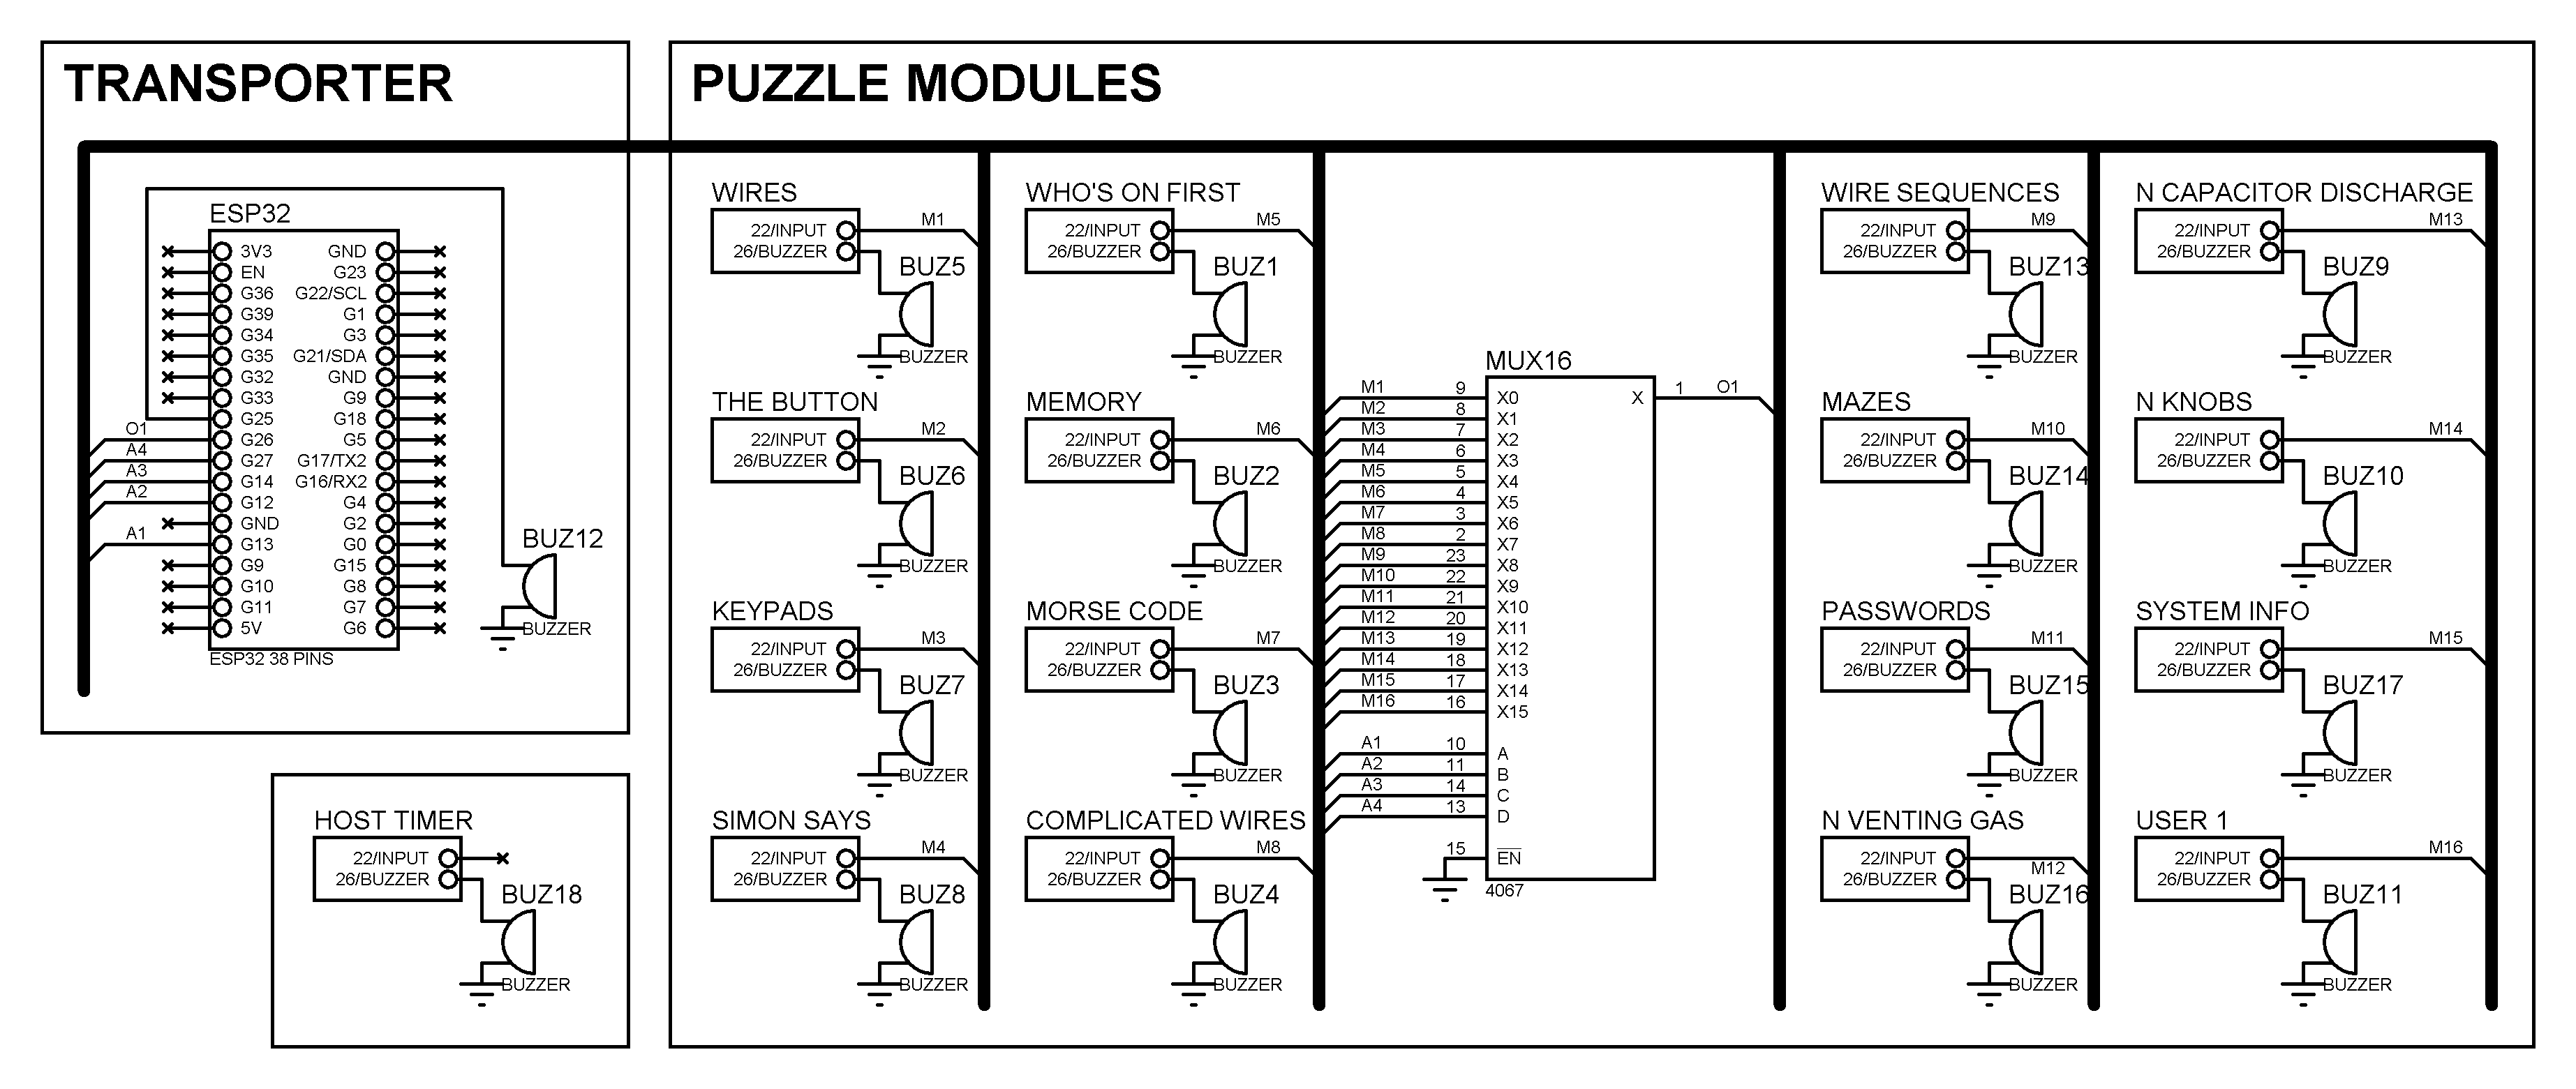 TRANSPORTER
ESP32
3V3
EN
G36
G39
G34
G35
G32
G33
G25
G26
G27
G14
G12
GND
G13
G9
G10
G11
5V
GND
G23
G22/SCL
G1
G3
G21/SDA
GND
G9
G18
G5
G17/TX2
G16/RX2
G4
G2
G0
G15
G8
G7
G6
O1
A4
A3
A2
A1
ESP32 38 PINS
BUZ12
BUZZER
HOST TIMER
22/INPUT
26/BUZZER
BUZ18
BUZZER
PUZZLE MODULES
WIRES
22/INPUT
26/BUZZER
M1
BUZ5
BUZZER
THE BUTTON
22/INPUT
26/BUZZER
M2
BUZ6
BUZZER
KEYPADS
22/INPUT
26/BUZZER
M3
BUZ7
BUZZER
SIMON SAYS
22/INPUT
26/BUZZER
M4
BUZ8
BUZZER
WHO'S ON FIRST
22/INPUT
26/BUZZER
M5
BUZ1
BUZZER
MEMORY
22/INPUT
26/BUZZER
M6
BUZ2
BUZZER
MORSE CODE
22/INPUT
26/BUZZER
M7
BUZ3
BUZZER
COMPLICATED WIRES
22/INPUT
26/BUZZER
M8
BUZ4
BUZZER
MUX16
M1 9 X0
M2 8 X1
M3 7 X2
M4 6 X3
M5 5 X4
M6 4 X5
M7 3 X6
M8 2 X7
M9 23 X8
M10 22 X9
M11 21 X10
M12 20 X11
M13 19 X12
M14 18 X13
M15 17 X14
M16 16 X15
A1 10 A
A2 11 B
A3 14 C
A4 13 D
15 EN
X 1 O1
4067
WIRE SEQUENCES
22/INPUT
26/BUZZER
M9
BUZ13
BUZZER
MAZES
22/INPUT
26/BUZZER
M10
BUZ14
BUZZER
PASSWORDS
22/INPUT
26/BUZZER
M11
BUZ15
BUZZER
N VENTING GAS
22/INPUT
26/BUZZER
M12
BUZ16
BUZZER
N CAPACITOR DISCHARGE
22/INPUT
26/BUZZER
M13
BUZ9
BUZZER
N KNOBS
22/INPUT
26/BUZZER
M14
BUZ10
BUZZER
SYSTEM INFO
22/INPUT
26/BUZZER
M15
BUZ17
BUZZER
USER 1
22/INPUT
26/BUZZER
M16
BUZ11
BUZZER